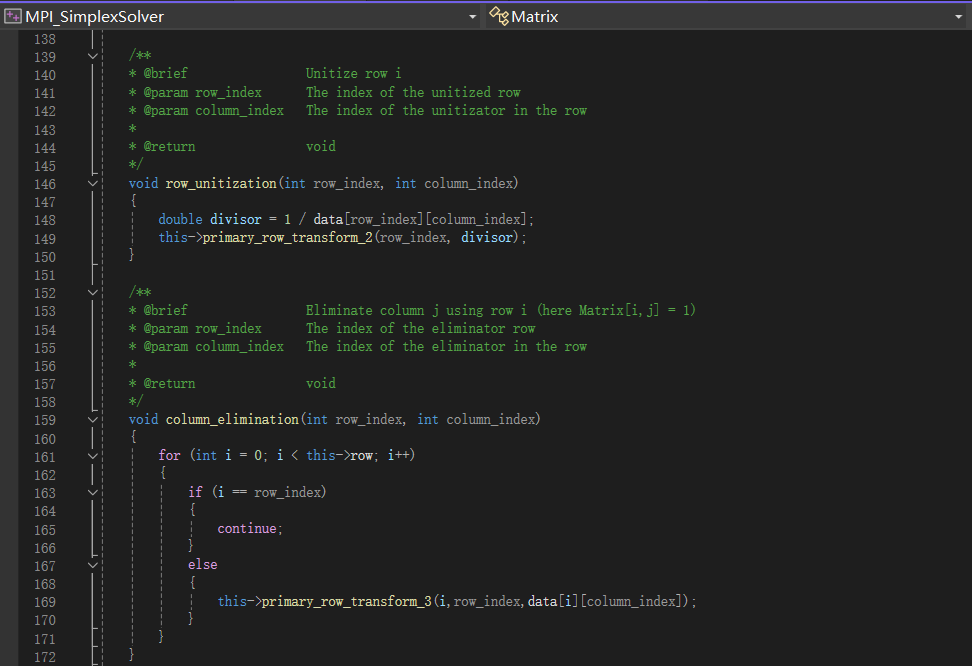 MPI_SimplexSolver Matrix
138
139 /**
140 * @brief Unitize row i
141 * @param row_index The index of the unitized row
142 * @param column_index The index of the unitizator in the row
143 *
144 * @return void
145 */
146 void row_unitization(int row_index, int column_index)
147 {
148 double divisor = 1 / data[row_index][column_index];
149 this->primary_row_transform_2(row_index, divisor);
150 }
151
152 /**
153 * @brief Eliminate column j using row i (here Matrix[i,j] = 1)
154 * @param row_index The index of the eliminator row
155 * @param column_index The index of the eliminator in the row
156 *
157 * @return void
158 */
159 void column_elimination(int row_index, int column_index)
160 {
161 for (int i = 0; i < this->row; i++)
162 {
163 if (i == row_index)
164 {
165 continue;
166 }
167 else
168 {
169 this->primary_row_transform_3(i,row_index,data[i][column_index]);
170 }
171 }
172 }